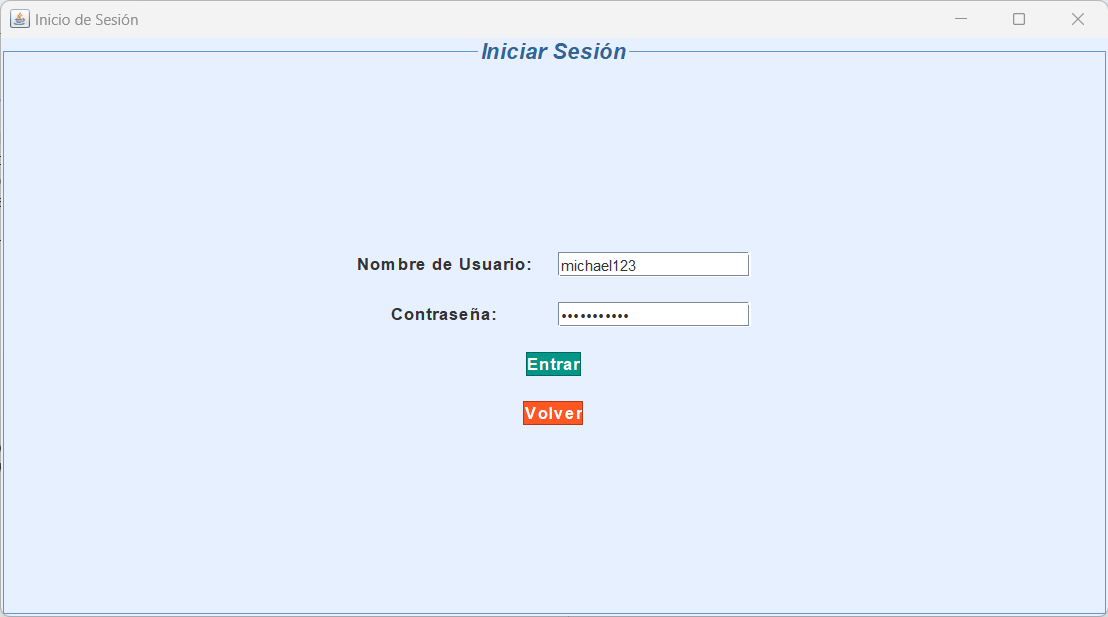 Inicio de Sesión
Iniciar Sesión
Nombre de Usuario: michael123
Contraseña: •••••••••••
Entrar
Volver